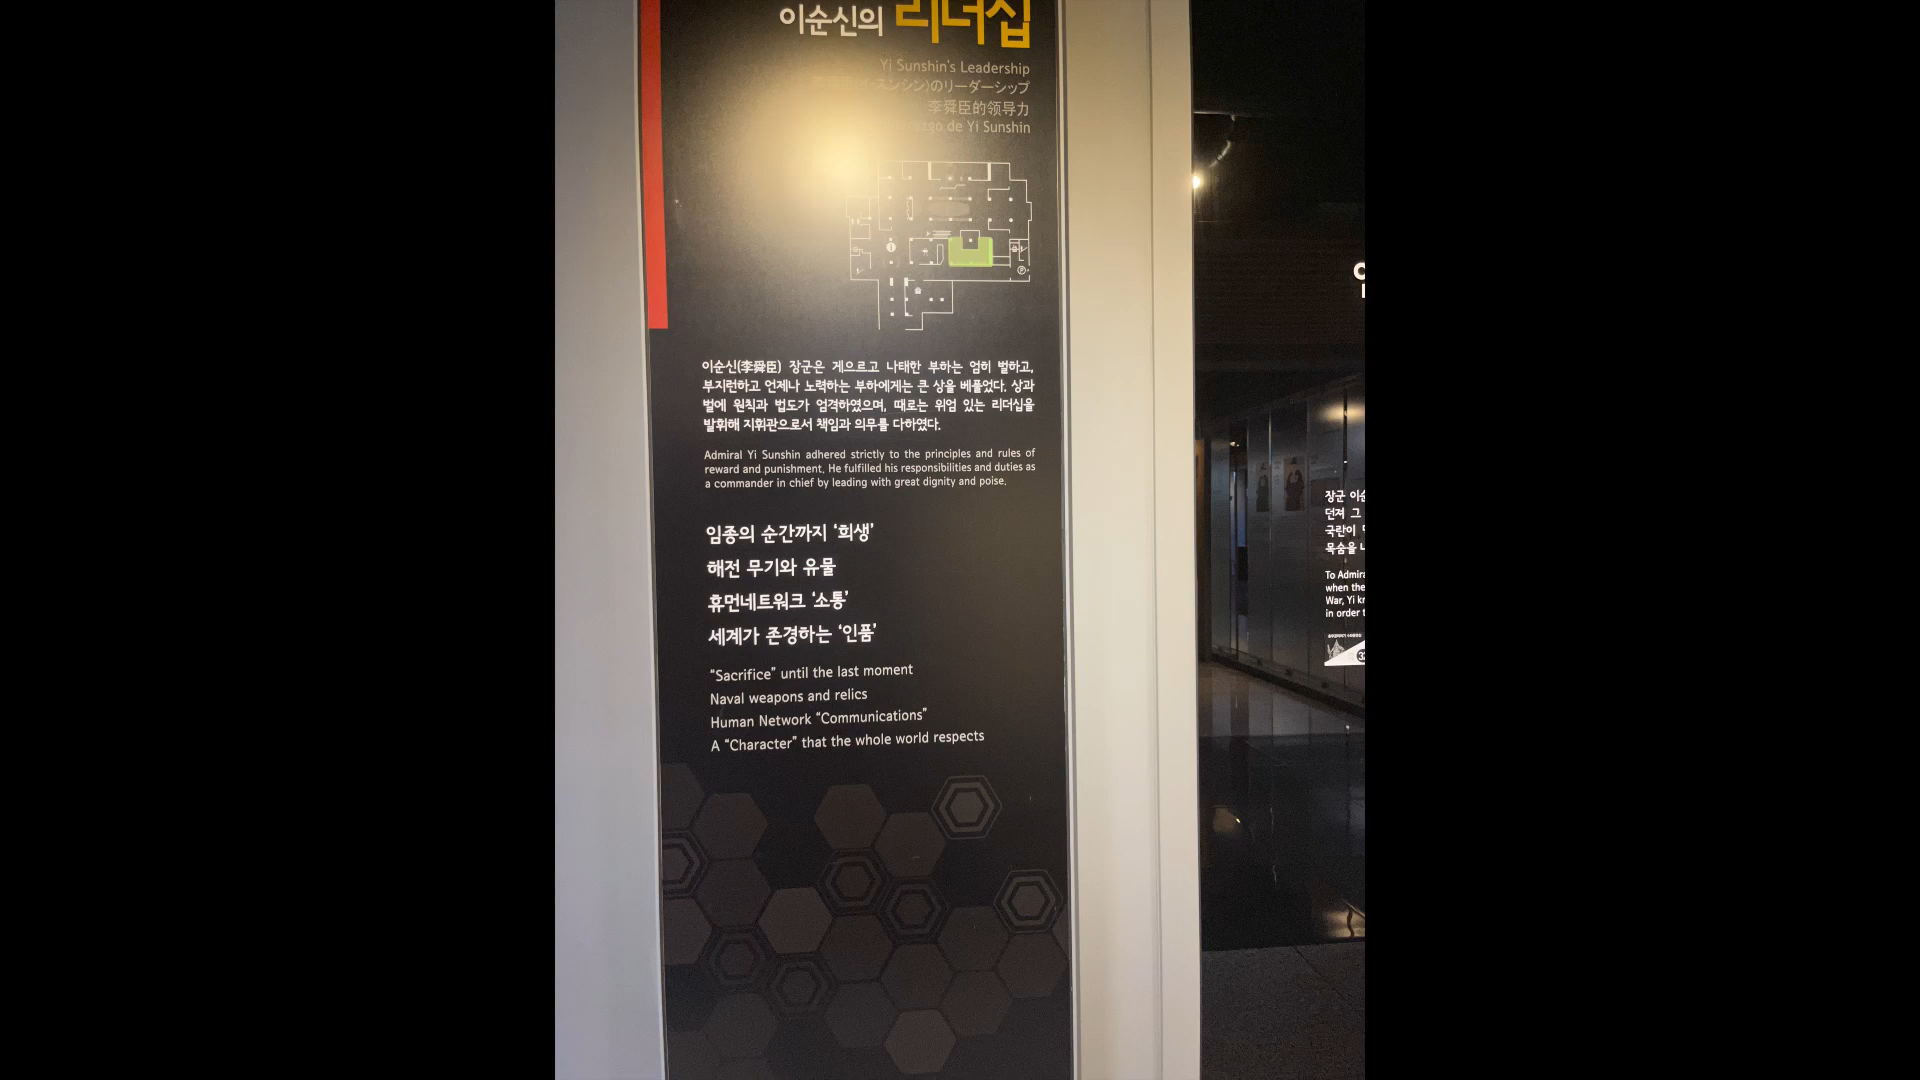 이순신의 리더십
Yi Sunshin's Leadership
スンシン)のリーダーシップ
李舜臣的领导力
de Yi Sunshin
이순신(李舜臣) 장군은 게으르고 나태한 부하는 엄히 벌하고,
부지런하고 언제나 노력하는 부하에게는 큰 상을 베풀었다. 상과
벌에 원칙과 법도가 엄격하였으며, 때로는 위엄 있는 리더십을
발휘해 지휘관으로서 책임과 의무를 다하였다.
Admiral Yi Sunshin adhered strictly to the principles and rules of
reward and punishment. He fulfilled his responsibilities and duties as
a commander in chief by leading with great dignity and poise.
임종의 순간까지 ‘희생’
해전 무기와 유물
휴먼네트워크 ‘소통’
세계가 존경하는 ‘인품’
“Sacrifice” until the last moment
Naval weapons and relics
Human Network “Communications”
A “Character” that the whole world respects
장군 이순
던져 그
국란이
목숨을
To Admira
when the
War, Yi
in order